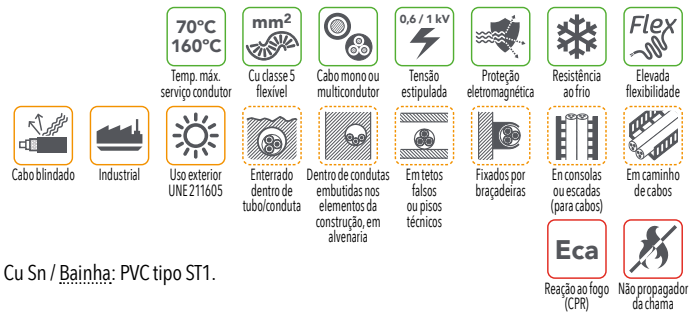 70°C
160°C
mm²
0,6 / 1 kV
Flex
Temp. máx.
serviço condutor
Cu classe 5
flexível
Cabo mono ou
multicondutor
Tensão
estipulada
Proteção
eletromagnética
Resistência
ao frio
Elevada
flexibilidade
Cabo blindado
Industrial
Uso exterior
UNE 211605
Enterrado
dentro de
tubo/conduta
Dentro de condutas
embutidas nos
elementos da
construção, em
alvenaria
Em tetos
falsos
ou pisos
técnicos
Fixados por
braçadeiras
En consolas
ou escadas
(para cabos)
Em caminho
de cabos
Eca
Reação ao fogo
(CPR)
Não propagador
da chama
Cu Sn / Bainha: PVC tipo ST1.